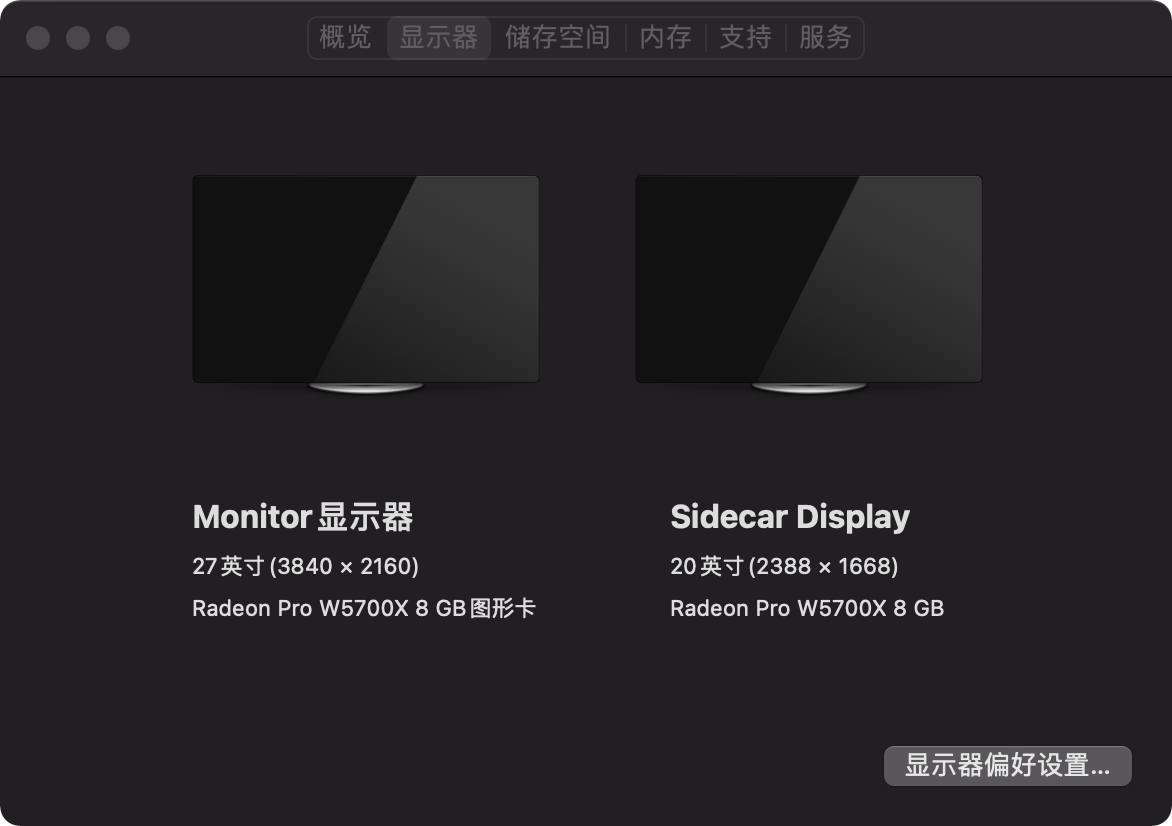 概览 显示器 储存空间 内存 支持 服务
Monitor显示器
27英寸 (3840 × 2160)
Radeon Pro W5700X 8 GB图形卡
Sidecar Display
20英寸 (2388 × 1668)
Radeon Pro W5700X 8 GB
显示器偏好设置...